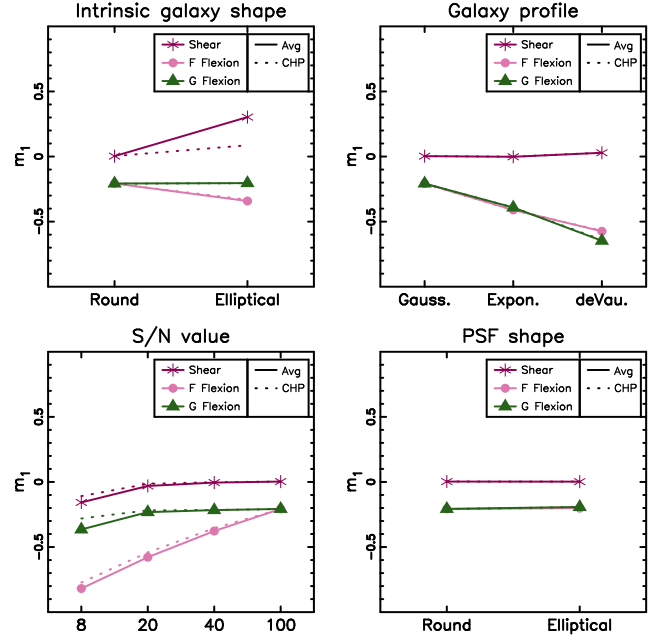 Intrinsic galaxy shape
Shear
Avg
F Flexion
CHP
G Flexion
0.5
0
-0.5
m1
Round
Elliptical
Galaxy profile
Shear
Avg
F Flexion
CHP
G Flexion
0.5
0
-0.5
m1
Gauss.
Expon.
deVau.
S/N value
Shear
Avg
F Flexion
CHP
G Flexion
0.5
0
-0.5
m1
8
20
40
100
PSF shape
Shear
Avg
F Flexion
CHP
G Flexion
0.5
0
-0.5
m1
Round
Elliptical